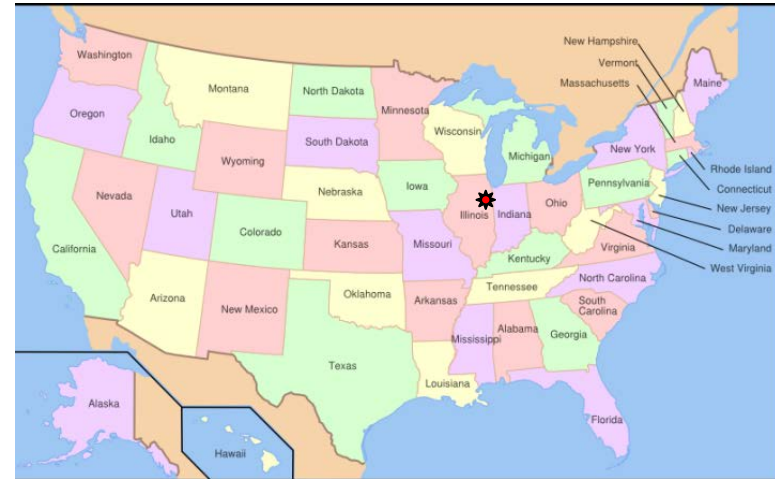 New Hampshire
Vermont
Massachusetts
Washington
Montana
North Dakota
Minnesota
Maine
Oregon
Idaho
Wisconsin
South Dakota
Michigan
New York
Wyoming
Rhode Island
Connecticut
Nevada
Nebraska
Iowa
Pennsylvania
New Jersey
Utah
Colorado
Illinois
Indiana
Ohio
Delaware
California
Kansas
Missouri
Kentucky
Virginia
Maryland
West Virginia
Arizona
New Mexico
Oklahoma
Arkansas
Tennessee
North Carolina
South
Carolina
Texas
Mississippi
Alabama
Georgia
Louisiana
Florida
Alaska
Hawaii